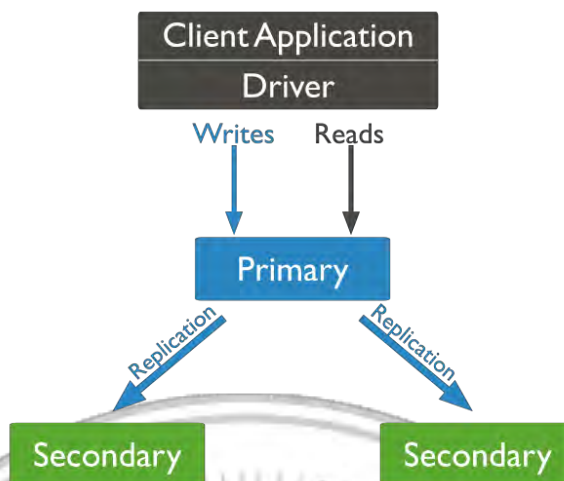 Client Application
Driver
Writes Reads
Primary
Replication Replication
Secondary Secondary